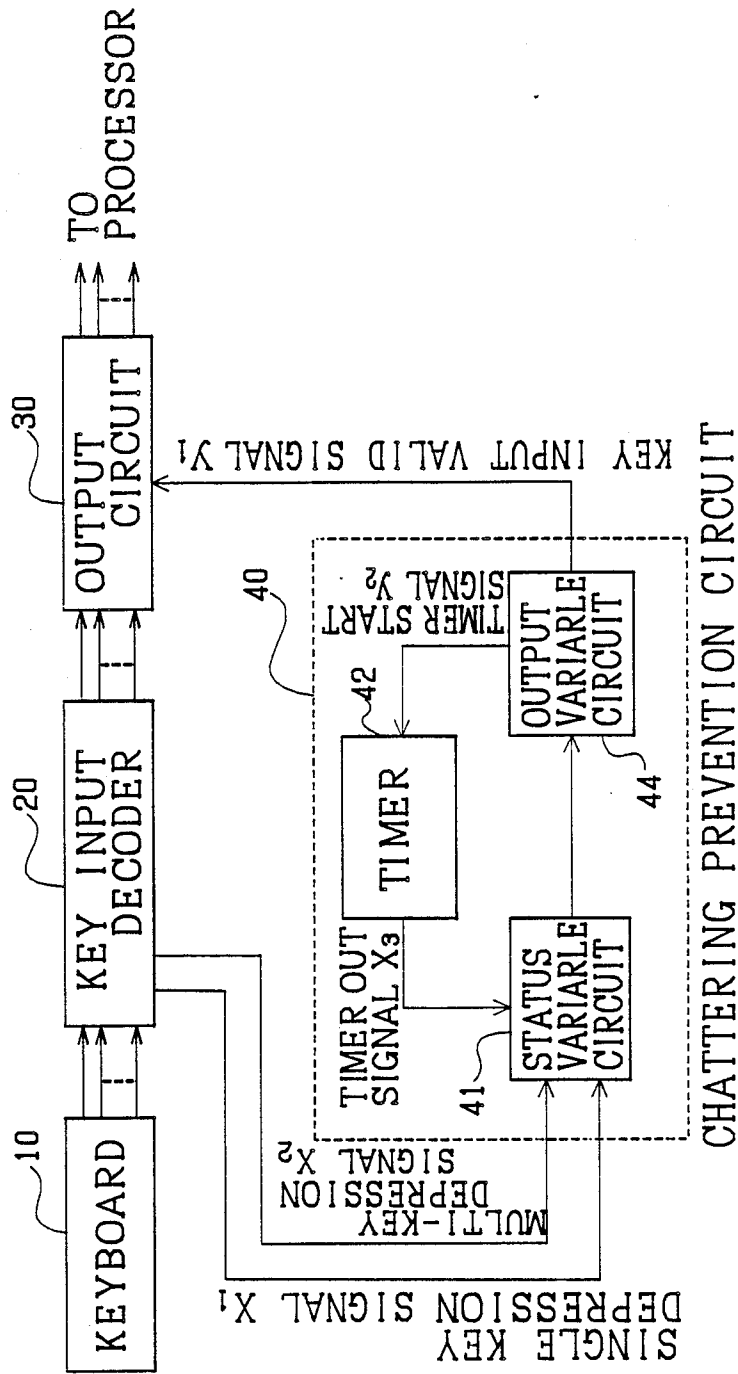 10
KEYBOARD
20
KEY INPUT
DECODER
30
OUTPUT
CIRCUIT
TO
PROCESSOR
SINGLE KEY
DEPRESSION SIGNAL X1
MULTI-KEY
DEPRESSION
SIGNAL X2
40
TIMER OUT
SIGNAL X3
42
TIMER
TIMER START
SIGNAL y2
41
STATUS
VARIABLE
CIRCUIT
44
OUTPUT
VARIABLE
CIRCUIT
KEY INPUT VALID SIGNAL y1
CHATTERING PREVENTION CIRCUIT